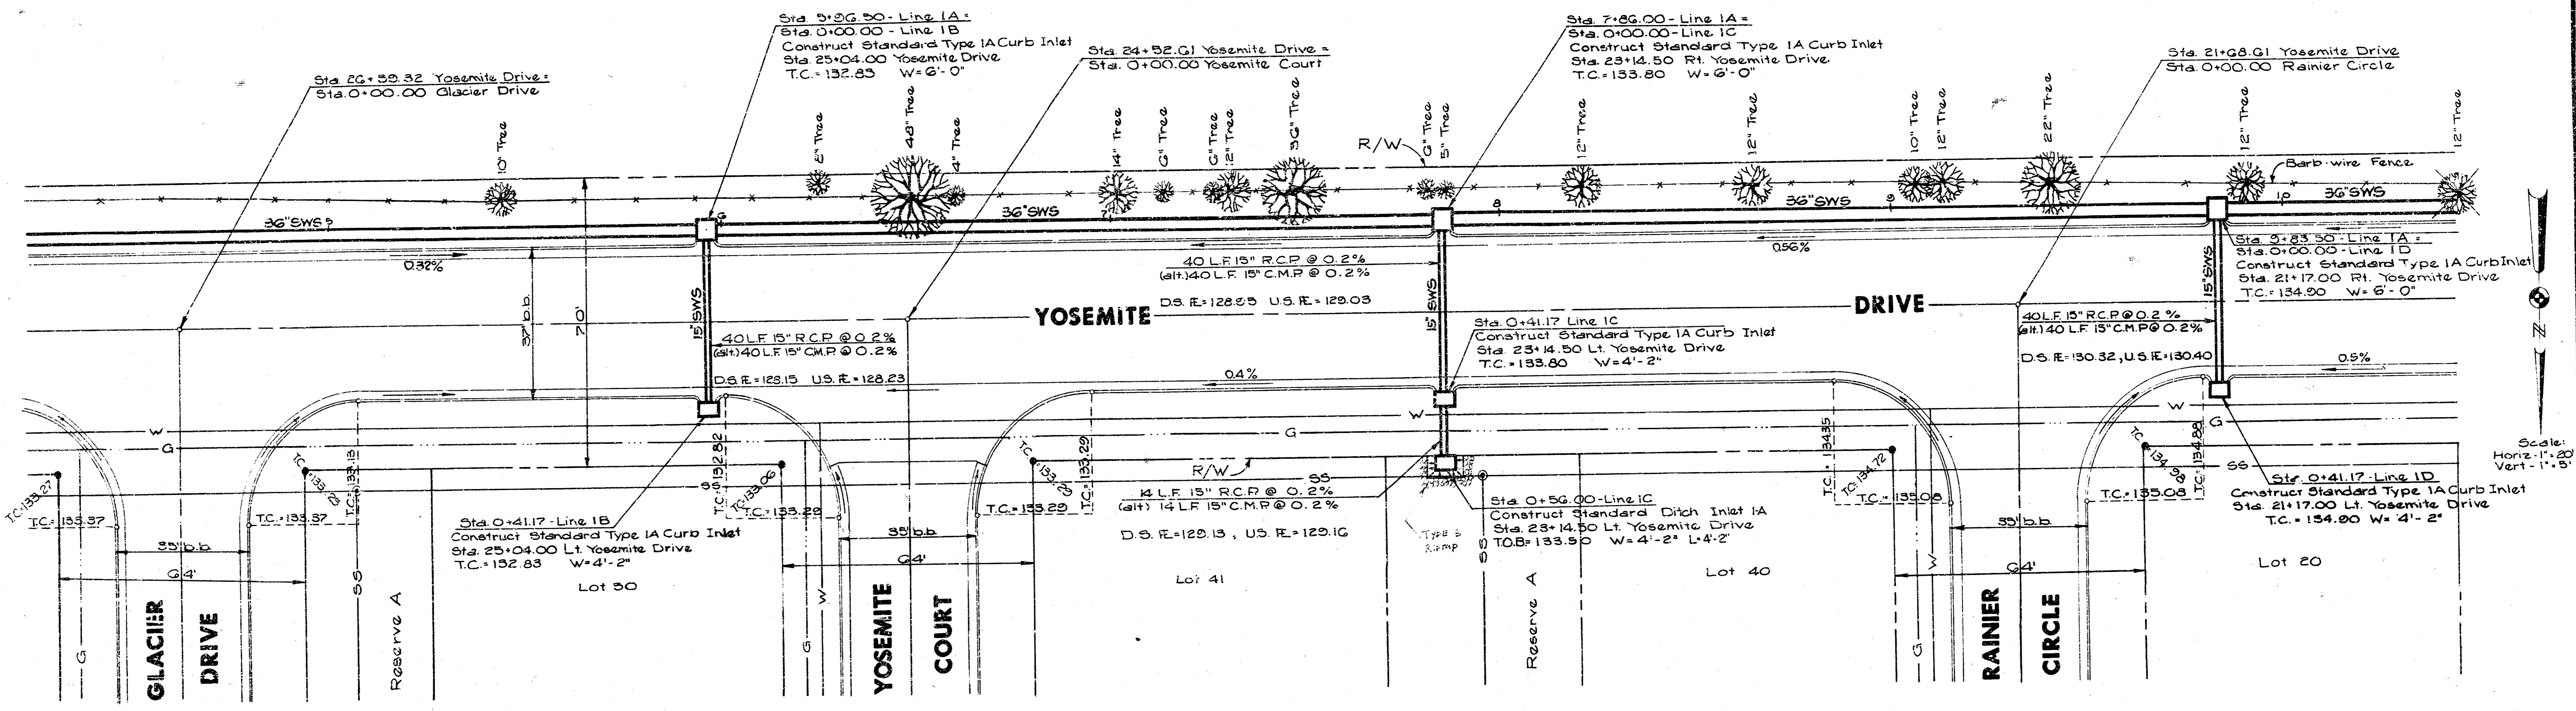 Sta. 5+96.50 - Line 1A =
Sta. 0+00.00 - Line 1B
Construct Standard Type 1A Curb Inlet
Sta. 25+04.00 Yosemite Drive
T.C. = 132.83 W = 6'-0"
Sta. 7+86.00 - Line 1A =
Sta. 0+00.00 - Line 1C
Construct Standard Type 1A Curb Inlet
Sta. 23+14.50 Rt. Yosemite Drive
T.C. = 133.80 W = 6'-0"
Sta. 24+52.61 Yosemite Drive =
Sta. 0+00.00 Yosemite Court
Sta. 21+68.61 Yosemite Drive
Sta. 0+00.00 Rainier Circle
Sta. 26+59.32 Yosemite Drive =
Sta. 0+00.00 Glacier Drive
10" Tree
8" Tree
48" Tree
4" Tree
14" Tree
6" Tree
6" Tree
12" Tree
36" Tree
R/W
6" Tree
5" Tree
12" Tree
12" Tree
10" Tree
12" Tree
22" Tree
12" Tree
12" Tree
Barb-wire Fence
36" SWS
5
6
36" SWS
7
8
36" SWS
9
10
36" SWS
0.32%
0.56%
37' b.b.
70'
15" SWS
15" SWS
15" SWS
40 L.F. 15" R.C.P. @ 0.2%
(alt.) 40 L.F. 15" C.M.P. @ 0.2%
D.S. FL = 128.95 U.S. FL = 129.03
YOSEMITE DRIVE
Sta. 9+83.50 - Line 1A =
Sta. 0+00.00 - Line 1D
Construct Standard Type 1A Curb Inlet
Sta. 21+17.00 Rt. Yosemite Drive
T.C. = 134.90 W = 6'-0"
40 L.F. 15" R.C.P. @ 0.2%
(alt.) 40 L.F. 15" C.M.P. @ 0.2%
D.S. FL = 128.15 U.S. FL = 128.23
Sta. 0+41.17 Line 1C
Construct Standard Type 1A Curb Inlet
Sta. 23+14.50 Lt. Yosemite Drive
T.C. = 133.80 W = 4'-2"
40 L.F. 15" R.C.P. @ 0.2%
(alt.) 40 L.F. 15" C.M.P. @ 0.2%
D.S. FL = 130.32, U.S. FL = 130.40
0.4%
0.5%
N
Scale:
Horiz - 1" = 20'
Vert - 1" = 5'
W
G
W
G
W
G
SS
SS
SS
R/W
T.C. = 133.27
T.C. = 133.37
T.C. = 133.13
T.C. = 133.37
T.C. = 132.82
T.C. = 133.06
T.C. = 133.29
T.C. = 133.29
T.C. = 133.29
T.C. = 134.35
T.C. = 134.72
T.C. = 135.08
T.C. = 134.98
T.C. = 134.88
T.C. = 135.08
Sta. 0+41.17 - Line 1B
Construct Standard Type 1A Curb Inlet
Sta. 25+04.00 Lt. Yosemite Drive
T.C. = 132.83 W = 4'-2"
14 L.F. 15" R.C.P. @ 0.2%
(alt) 14 L.F. 15" C.M.P. @ 0.2%
D.S. FL = 129.13, U.S. FL = 129.16
Sta. 0+56.00 - Line 1C
Construct Standard Ditch Inlet 1-A
Sta. 23+14.50 Lt. Yosemite Drive
T.O.B = 133.50 W = 4'-2" L = 4'-2"
Type
Sta. 0+41.17 - Line 1D
Construct Standard Type 1A Curb Inlet
Sta. 21+17.00 Lt. Yosemite Drive
T.C. = 134.90 W = 4'-2"
35' b.b.
64'
35' b.b.
64'
35' b.b.
64'
Lot 50
Lot 41
Lot 40
Lot 20
G
GLACIER DRIVE
SS
Reserve A
G
W
YOSEMITE COURT
SS
Reserve A
G
W
RAINIER CIRCLE